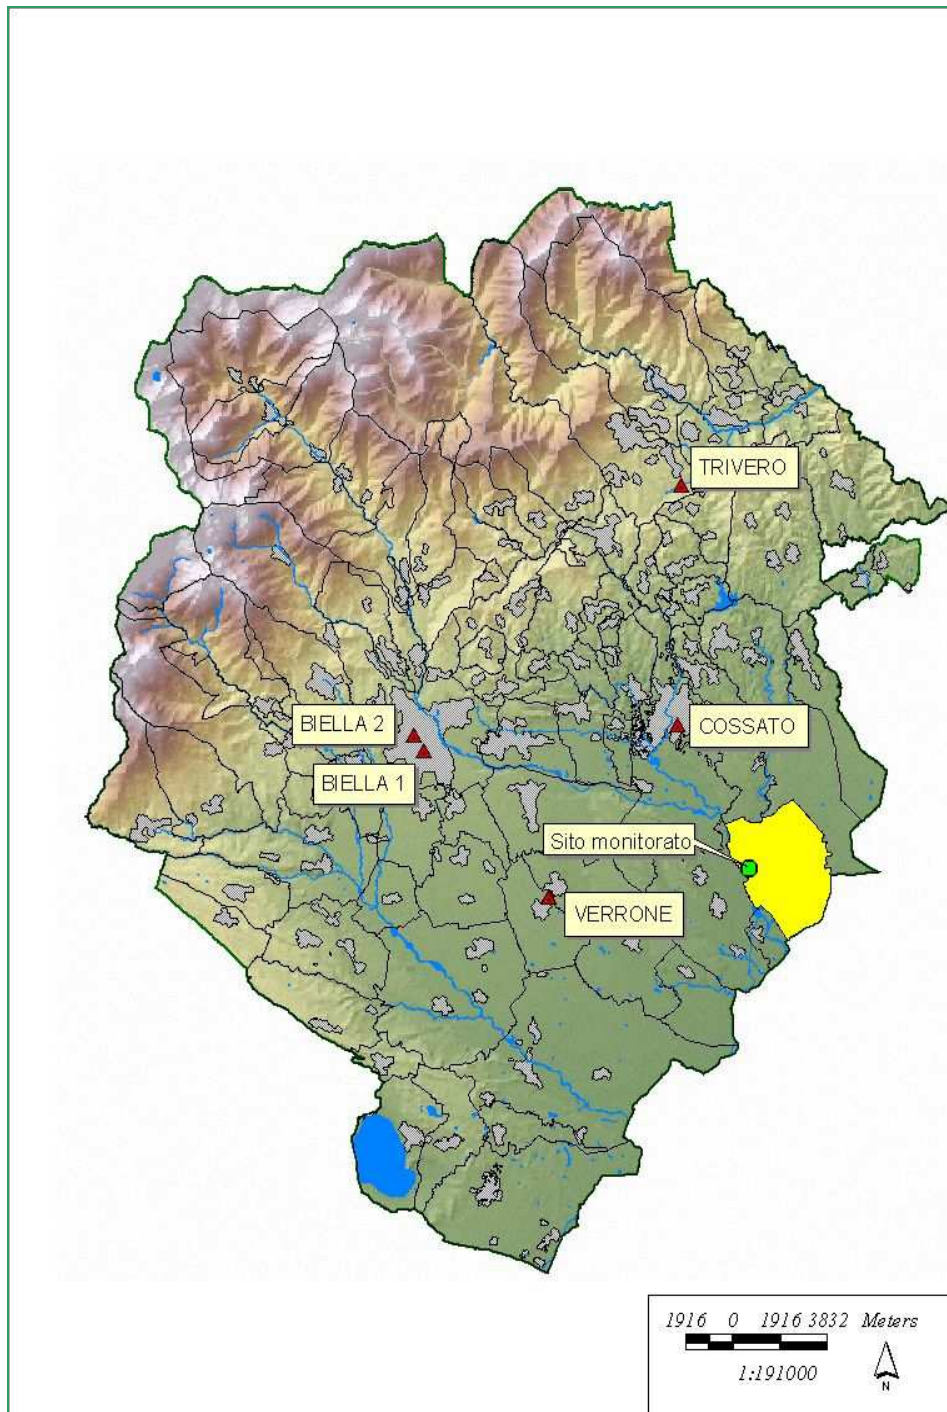 TRIVERO
BIELLA 2
COSSATO
BIELLA 1
Sito monitorato
VERRONE
1916 0 1916 3832 Meters
1:191000
N